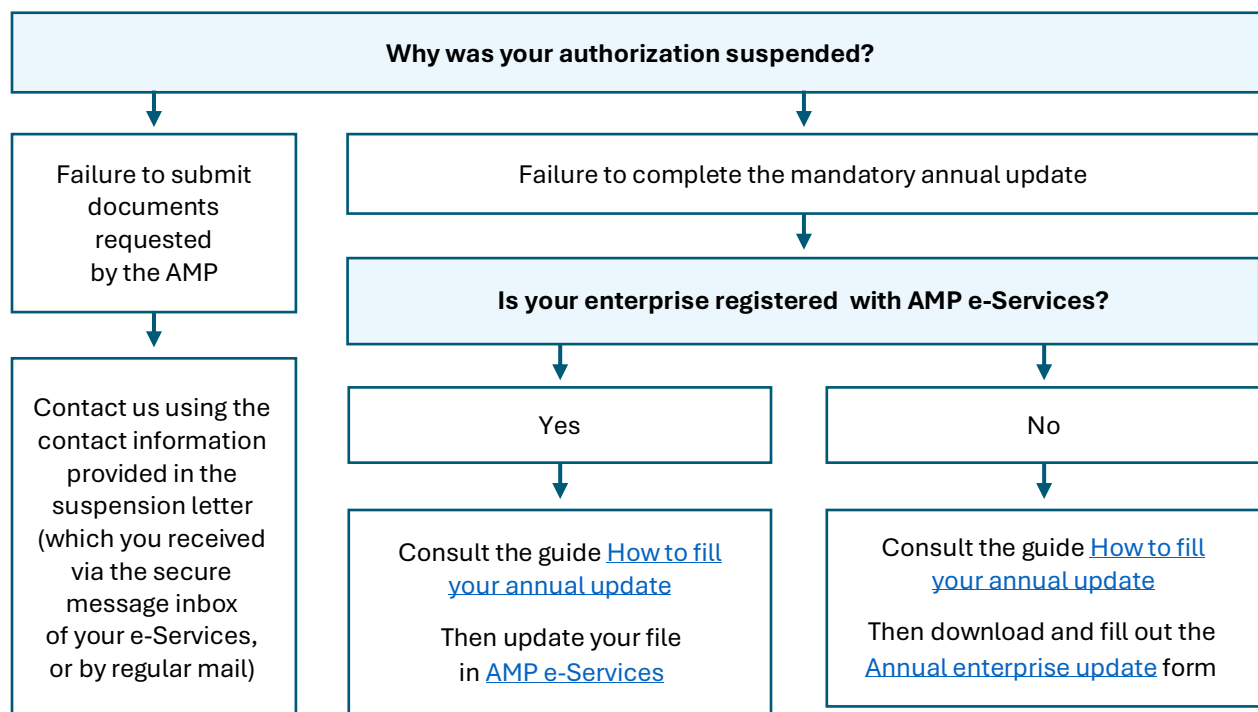 Why was your authorization suspended?
Failure to submit
documents
requested
by the AMP
Contact us using the
contact information
provided in the
suspension letter
(which you received
via the secure
message inbox
of your e-Services,
or by regular mail)
Failure to complete the mandatory annual update
Is your enterprise registered  with AMP e-Services?
Yes
Consult the guide How to fill
your annual update
Then update your file
in AMP e-Services
No
Consult the guide How to fill
your annual update
Then download and fill out the
Annual enterprise update form